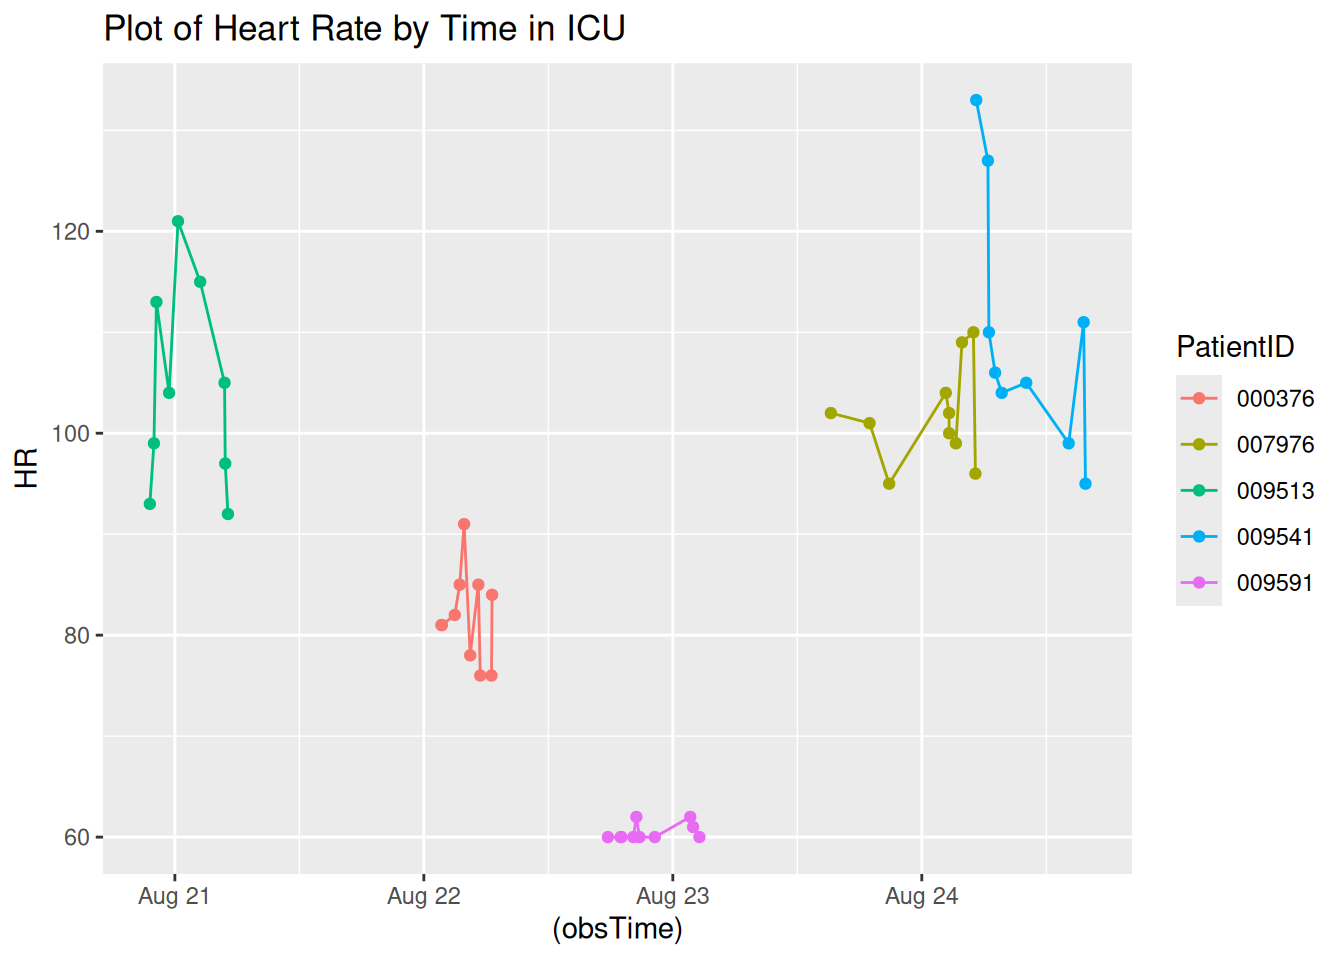 Plot of Heart Rate by Time in ICU
120
100
80
60
HR
Aug 21
Aug 22
Aug 23
Aug 24
(obsTime)
PatientID
000376
007976
009513
009541
009591